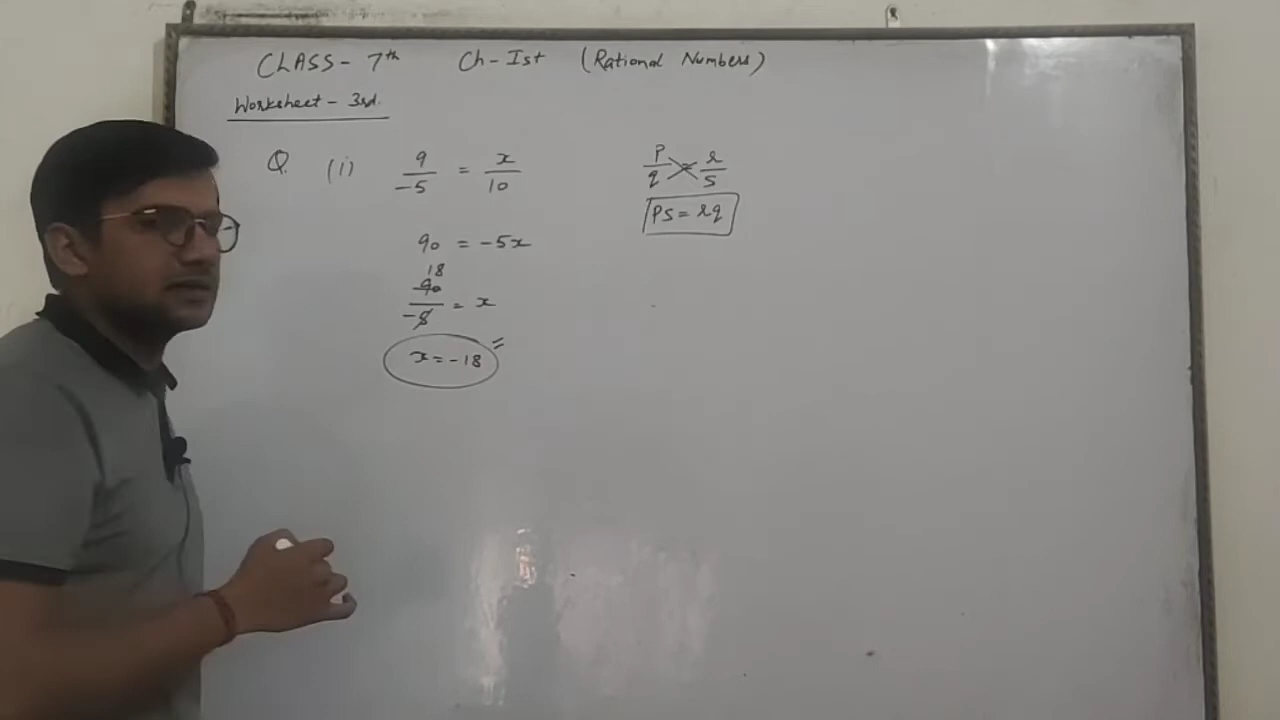 CLASS - 7th Ch - Ist (Rational Numbers)
Worksheet - 3rd.
Q. (i) 9/-5 = x/10
p/q = r/s
PS = rq
90 = -5x
18
90/-5 = x
x = -18